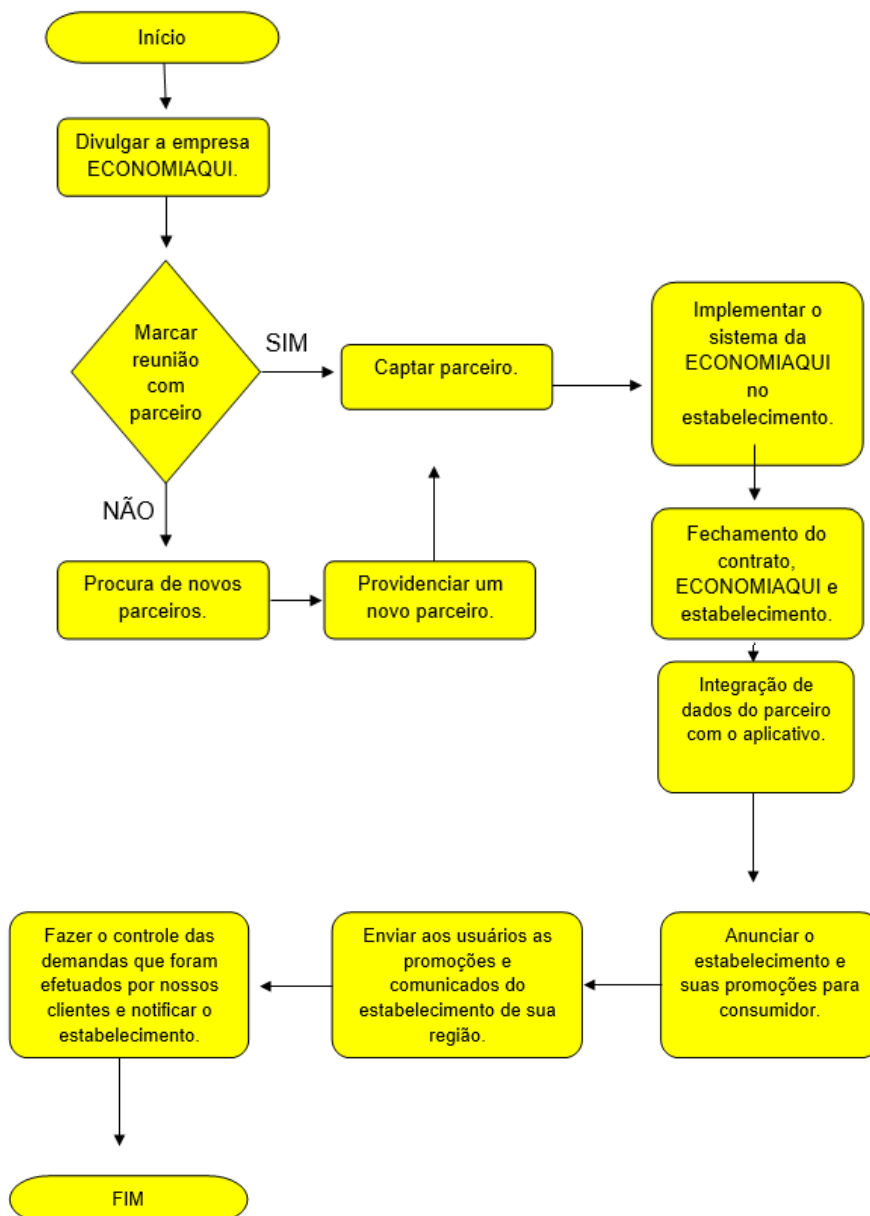 Início
Divulgar a empresa
ECONOMIAQUI.
Marcar
reunião
com
parceiro
SIM
Captar parceiro.
Implementar o
sistema da
ECONOMIAQUI
no
estabelecimento.
NÃO
Procura de novos
parceiros.
Providenciar um
novo parceiro.
Fechamento do
contrato,
ECONOMIAQUI e
estabelecimento.
Integração de
dados do parceiro
com o aplicativo.
Anunciar o
estabelecimento e
suas promoções para
consumidor.
Enviar aos usuários as
promoções e
comunicados do
estabelecimento de sua
região.
Fazer o controle das
demandas que foram
efetuados por nossos
clientes e notificar o
estabelecimento.
FIM